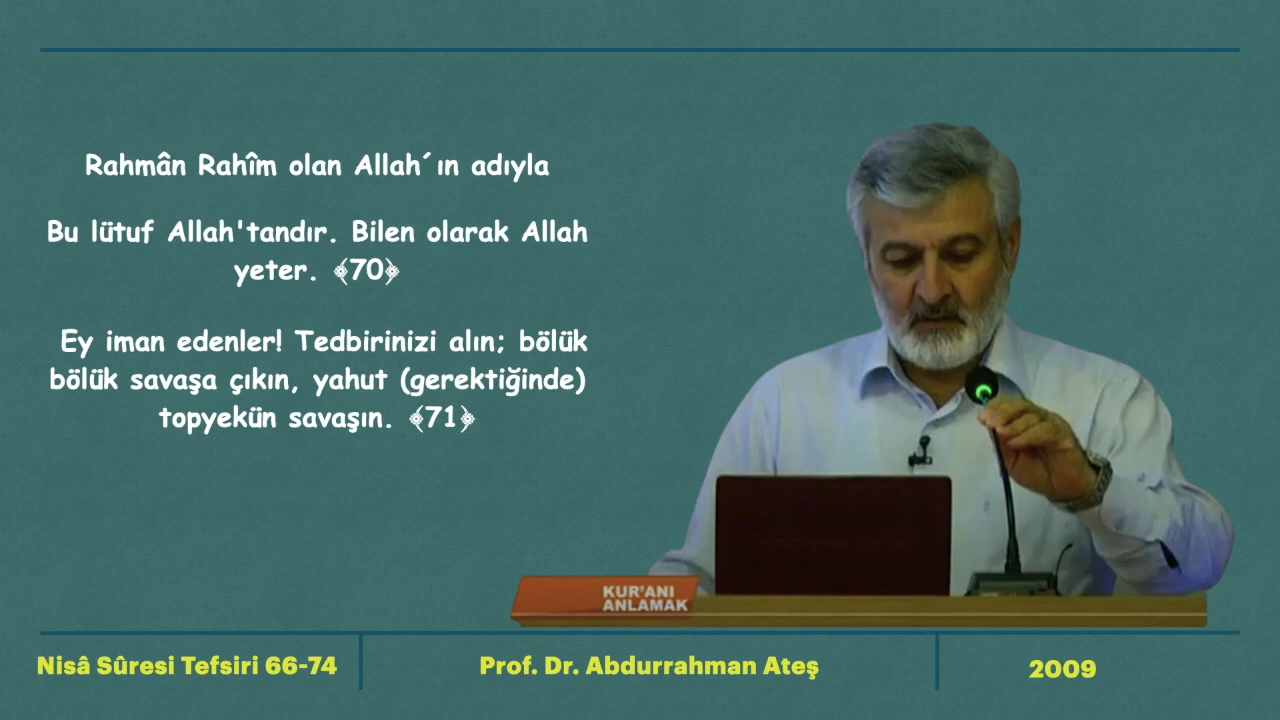 Rahmân Rahîm olan Allah´ın adıyla
Bu lütuf Allah'tandır. Bilen olarak Allah
yeter. ﴾70﴿
Ey iman edenler! Tedbirinizi alın; bölük
bölük savaşa çıkın, yahut (gerektiğinde)
topyekün savaşın. ﴾71﴿
KUR'ANI
ANLAMAK
Nisâ Sûresi Tefsiri 66-74
Prof. Dr. Abdurrahman Ateş
2009